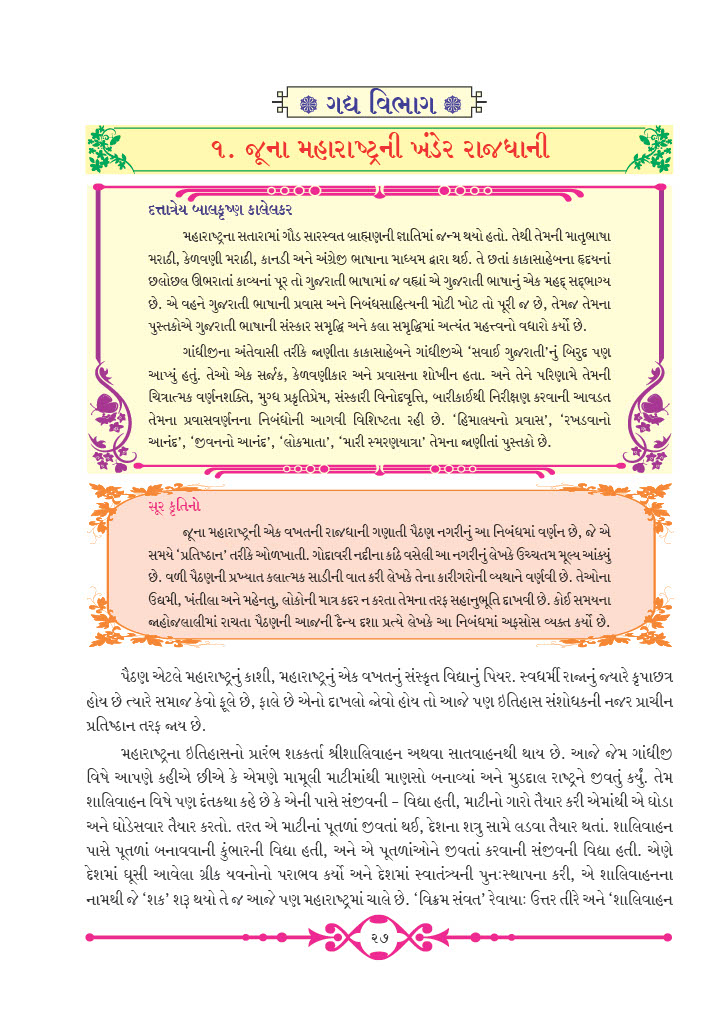 ગદ્ય વિભાગ
૧. જૂના મહારાષ્ટ્રની ખંડેર રાજધાની
દત્તાત્રેય બાલકૃષ્ણ કાલેલકર
મહારાષ્ટ્રના સતારામાં ગૌડ સારસ્વત બ્રાહ્મણની જ્ઞાતિમાં જન્મ થયો હતો. તેથી તેમની માતૃભાષા
મરાઠી, કેળવણી મરાઠી, કાનડી અને અંગ્રેજી ભાષાના માધ્યમ દ્વારા થઈ. તે છતાં કાકાસાહેબના હૃદયનાં
છલોછલ ઊભરાતાં કાવ્યનાં પૂર તો ગુજરાતી ભાષામાં જ વહ્યાં એ ગુજરાતી ભાષાનું એક મહદ્ સદ્ભાગ્ય
છે. એ વહને ગુજરાતી ભાષાની પ્રવાસ અને નિબંધસાહિત્યની મોટી ખોટ તો પૂરી જ છે, તેમજ તેમના
પુસ્તકોએ ગુજરાતી ભાષાની સંસ્કાર સમૃદ્ધિ અને કલા સમૃદ્ધિમાં અત્યંત મહત્ત્વનો વધારો કર્યો છે.
ગાંધીજીના અંતેવાસી તરીકે જાણીતા કાકાસાહેબને ગાંધીજીએ ‘સવાઈ ગુજરાતી’નું બિરુદ પણ
આપ્યું હતું. તેઓ એક સર્જક, કેળવણીકાર અને પ્રવાસના શોખીન હતા. અને તેને પરિણામે તેમની
ચિત્રાત્મક વર્ણનશક્તિ, મુગ્ધ પ્રકૃતિપ્રેમ, સંસ્કારી વિનોદવૃત્તિ, બારીકાઈથી નિરીક્ષણ કરવાની આવડત
તેમના પ્રવાસવર્ણનના નિબંધોની આગવી વિશિષ્ટતા રહી છે. ‘હિમાલયનો પ્રવાસ’, ‘રખડવાનો
આનંદ’, ‘જીવનનો આનંદ’, ‘લોકમાતા’, ‘મારી સ્મરણયાત્રા’ તેમના જાણીતાં પુસ્તકો છે.
સૂર કૃતિનો
જૂના મહારાષ્ટ્રની એક વખતની રાજધાની ગણાતી પૈઠણ નગરીનું આ નિબંધમાં વર્ણન છે, જે એ
સમયે ‘પ્રતિષ્ઠાન’ તરીકે ઓળખાતી. ગોદાવરી નદીના કાંઠે વસેલી આ નગરીનું લેખકે ઉચ્ચતમ મૂલ્ય આંક્યું
છે. વળી પૈઠણની પ્રખ્યાત કલાત્મક સાડીની વાત કરી લેખકે તેના કારીગરોની વ્યથાને વર્ણવી છે. તેઓના
ઉદ્યમી, ખંતીલા અને મહેનતુ, લોકોની માત્ર કદર ન કરતા તેમના તરફ સહાનુભૂતિ દાખવી છે. કોઈ સમયના
જાહોજલાલીમાં રાચતા પૈઠણની આજની દૈન્ય દશા પ્રત્યે લેખકે આ નિબંધમાં અફસોસ વ્યક્ત કર્યો છે.
પૈઠણ એટલે મહારાષ્ટ્રનું કાશી, મહારાષ્ટ્રનું એક વખતનું સંસ્કૃત વિદ્યાનું પિયર. સ્વધર્મી રાજાનું જ્યારે કૃપાછત્ર
હોય છે ત્યારે સમાજ કેવો ફૂલે છે, ફાલે છે એનો દાખલો જોવો હોય તો આજે પણ ઇતિહાસ સંશોધકની નજર પ્રાચીન
પ્રતિષ્ઠાન તરફ જાય છે.
મહારાષ્ટ્રના ઇતિહાસનો પ્રારંભ શકકર્તા શ્રીશાલિવાહન અથવા સાતવાહનથી થાય છે. આજે જેમ ગાંધીજી
વિષે આપણે કહીએ છીએ કે એમણે મામૂલી માટીમાંથી માણસો બનાવ્યાં અને મુડદાલ રાષ્ટ્રને જીવતું કર્યું. તેમ
શાલિવાહન વિષે પણ દંતકથા કહે છે કે એની પાસે સંજીવની – વિદ્યા હતી, માટીનો ગારો તૈયાર કરી એમાંથી એ ઘોડા
અને ઘોડેસવાર તૈયાર કરતો. તરત એ માટીનાં પૂતળાં જીવતાં થઈ, દેશના શત્રુ સામે લડવા તૈયાર થતાં. શાલિવાહન
પાસે પૂતળાં બનાવવાની કુંભારની વિદ્યા હતી, અને એ પૂતળાંઓને જીવતાં કરવાની સંજીવની વિદ્યા હતી. એણે
દેશમાં ઘૂસી આવેલા ગ્રીક યવનોનો પરાભવ કર્યો અને દેશમાં સ્વાતંત્ર્યની પુનઃસ્થાપના કરી, એ શાલિવાહનના
નામથી જે ‘શક’ શરૂ થયો તે જ આજે પણ મહારાષ્ટ્રમાં ચાલે છે. ‘વિક્રમ સંવત’ રેવાયાઃ ઉત્તર તીરે અને ‘શાલિવાહન
૨૭